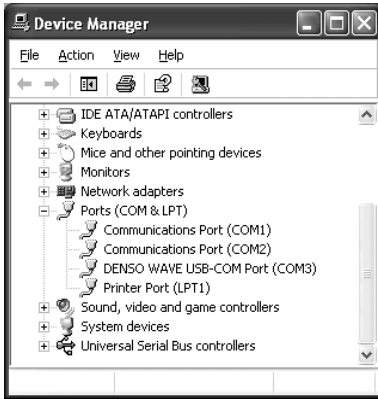 Device Manager
File Action View Help
IDE ATA/ATAPI controllers
Keyboards
Mice and other pointing devices
Monitors
Network adapters
Ports (COM & LPT)
Communications Port (COM1)
Communications Port (COM2)
DENSO WAVE USB-COM Port (COM3)
Printer Port (LPT1)
Sound, video and game controllers
System devices
Universal Serial Bus controllers